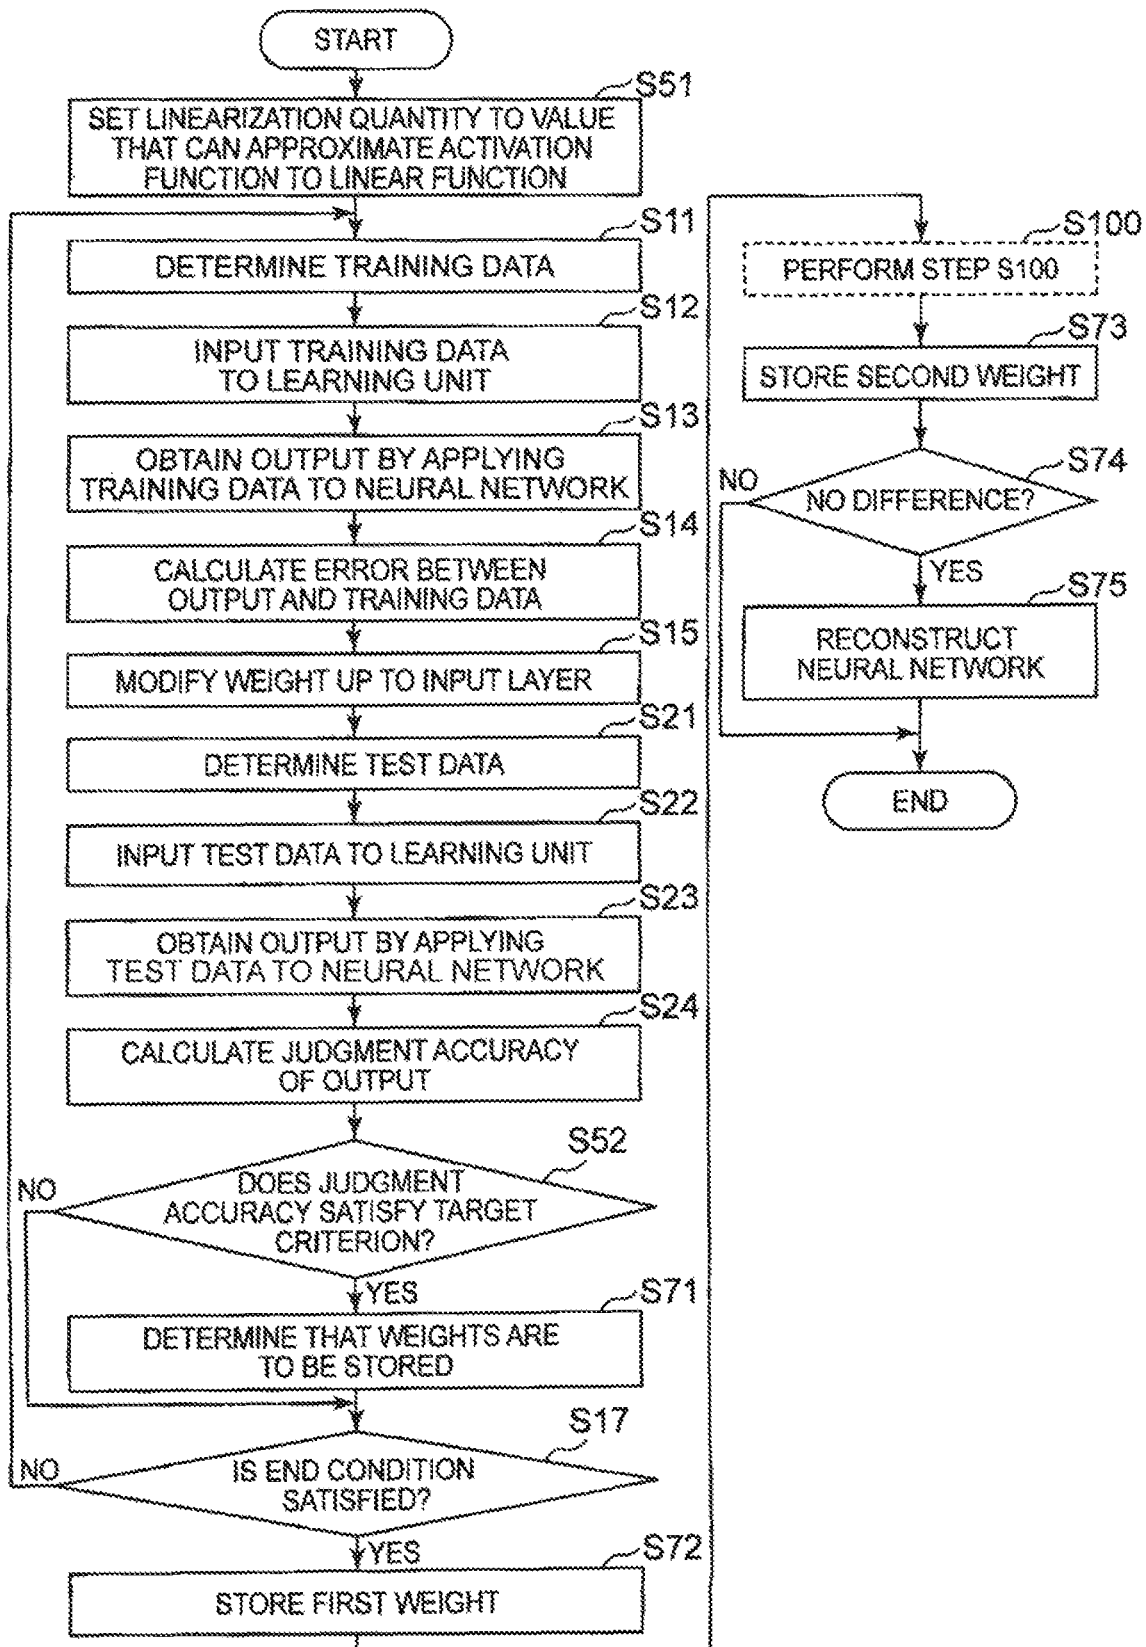 START
S51
SET LINEARIZATION QUANTITY TO VALUE
THAT CAN APPROXIMATE ACTIVATION
FUNCTION TO LINEAR FUNCTION
S11
DETERMINE TRAINING DATA
S12
INPUT TRAINING DATA
TO LEARNING UNIT
S13
OBTAIN OUTPUT BY APPLYING
TRAINING DATA TO NEURAL NETWORK
S14
CALCULATE ERROR BETWEEN
OUTPUT AND TRAINING DATA
S15
MODIFY WEIGHT UP TO INPUT LAYER
S21
DETERMINE TEST DATA
S22
INPUT TEST DATA TO LEARNING UNIT
S23
OBTAIN OUTPUT BY APPLYING
TEST DATA TO NEURAL NETWORK
S24
CALCULATE JUDGMENT ACCURACY
OF OUTPUT
S52
NO
DOES JUDGMENT
ACCURACY SATISFY TARGET
CRITERION?
YES
S71
DETERMINE THAT WEIGHTS ARE
TO BE STORED
S17
NO
IS END CONDITION
SATISFIED?
YES
S72
STORE FIRST WEIGHT
S100
PERFORM STEP S100
S73
STORE SECOND WEIGHT
S74
NO
NO DIFFERENCE?
YES
S75
RECONSTRUCT
NEURAL NETWORK
END